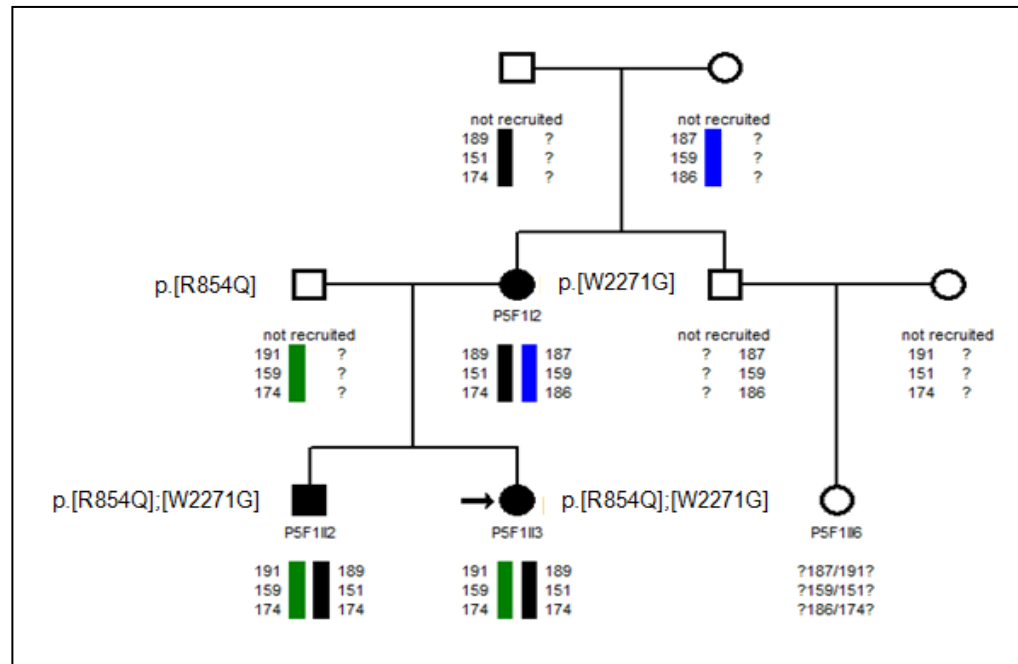 not recruited not recruited
189 ? 187 ?
151 ? 159 ?
174 ? 186 ?
p.[R854Q] p.[W2271G]
P5F1I2
not recruited not recruited not recruited
191 ? 189 187 ? 187 191 ?
159 ? 151 159 ? 159 151 ?
174 ? 174 186 ? 186 174 ?
p.[R854Q];[W2271G] p.[R854Q];[W2271G]
P5F1II2 P5F1II3 P5F1II6
191 189 191 189 ?187/191?
159 151 159 151 ?159/151?
174 174 174 174 ?186/174?